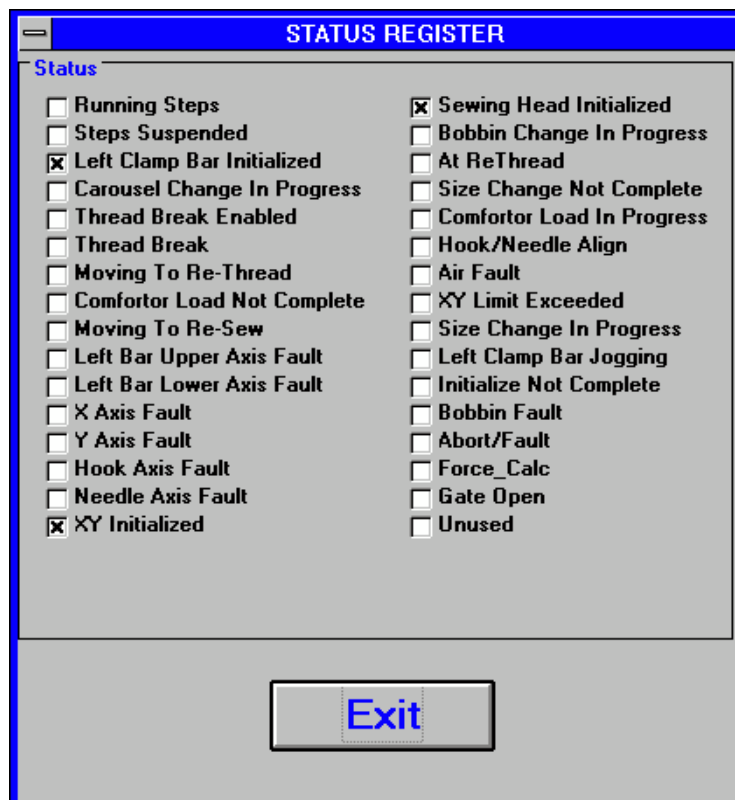 STATUS REGISTER
Status
Running Steps
Steps Suspended
Left Clamp Bar Initialized
Carousel Change In Progress
Thread Break Enabled
Thread Break
Moving To Re-Thread
Comfortor Load Not Complete
Moving To Re-Sew
Left Bar Upper Axis Fault
Left Bar Lower Axis Fault
X Axis Fault
Y Axis Fault
Hook Axis Fault
Needle Axis Fault
XY Initialized
Sewing Head Initialized
Bobbin Change In Progress
At ReThread
Size Change Not Complete
Comfortor Load In Progress
Hook/Needle Align
Air Fault
XY Limit Exceeded
Size Change In Progress
Left Clamp Bar Jogging
Initialize Not Complete
Bobbin Fault
Abort/Fault
Force_Calc
Gate Open
Unused
Exit